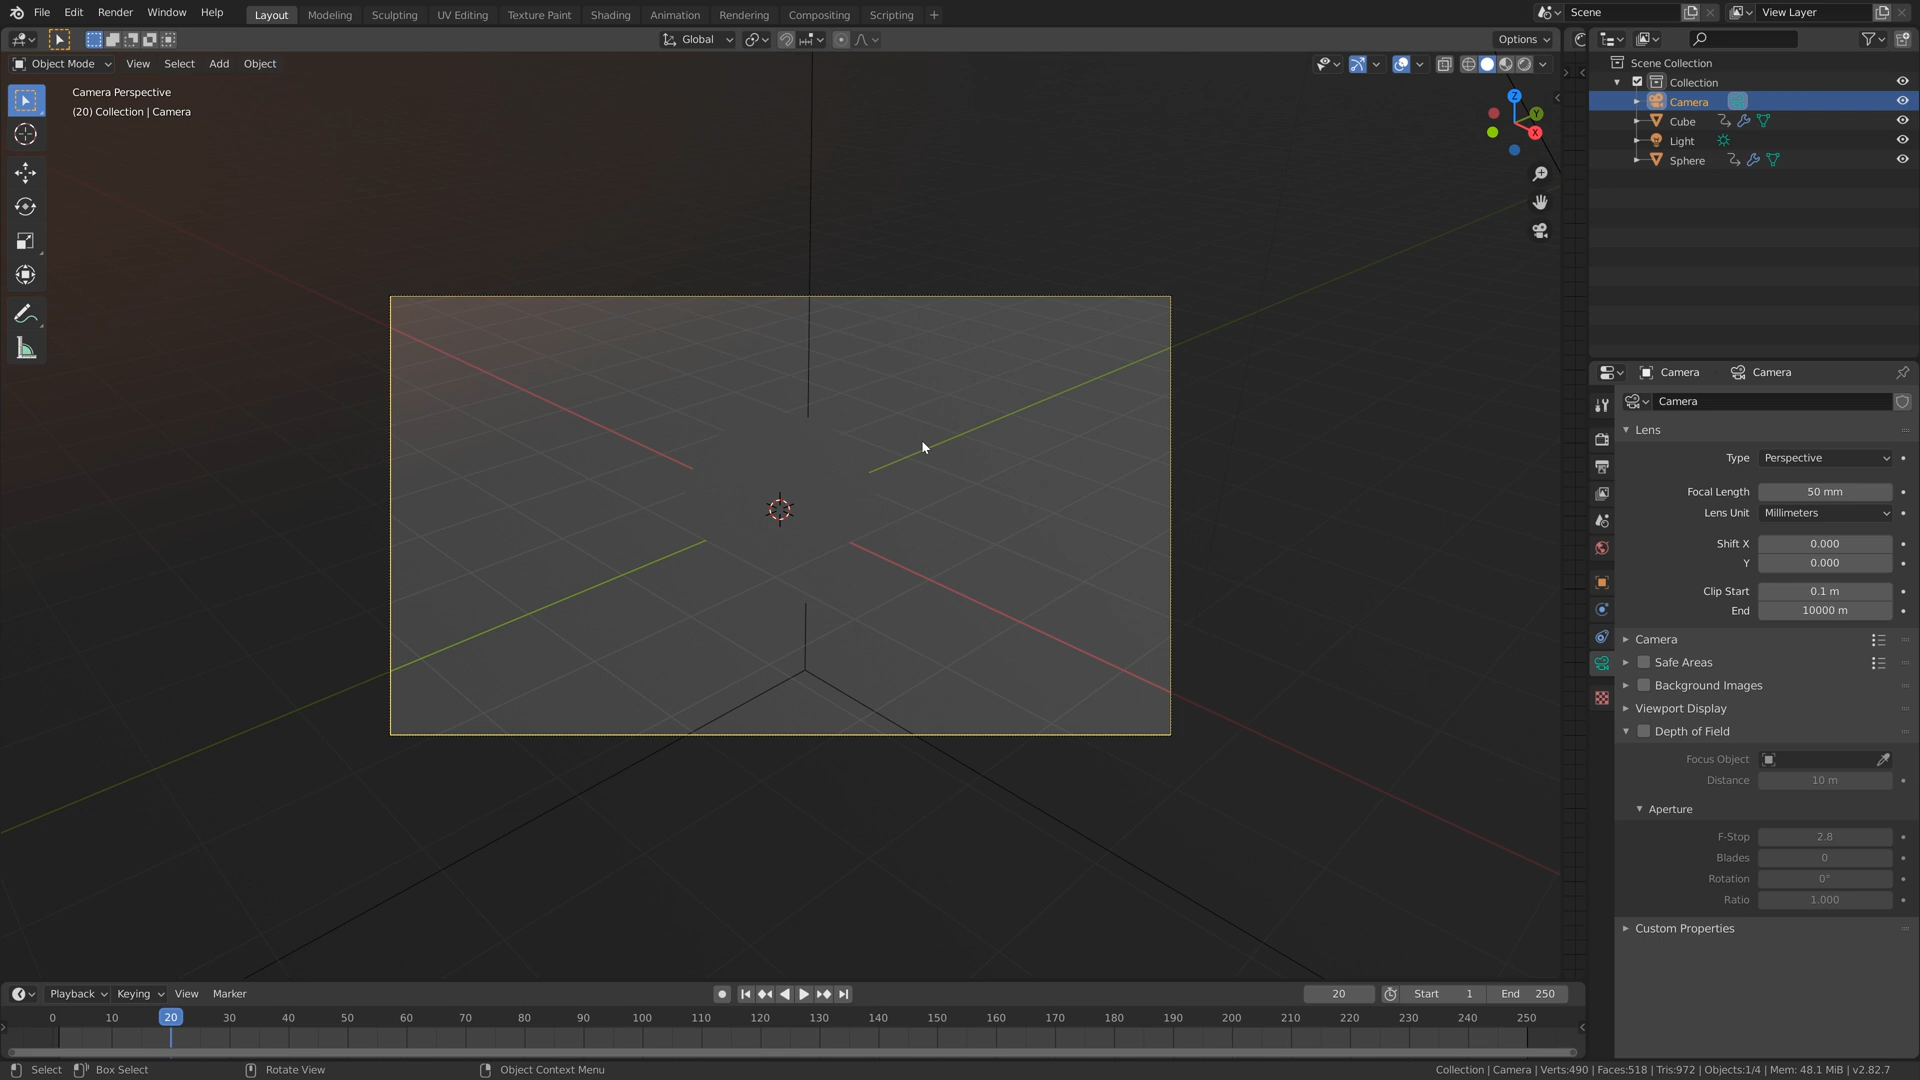 File Edit Render Window Help Layout Modeling Sculpting UV Editing Texture Paint Shading Animation Rendering Compositing Scripting + Scene View Layer
Global Options
Object Mode View Select Add Object
Camera Perspective
(20) Collection | Camera
Z
Y
X
Scene Collection
Collection
Camera
Cube
Light
Sphere
Camera Camera
Camera
Lens
Type Perspective
Focal Length 50 mm
Lens Unit Millimeters
Shift X 0.000
Y 0.000
Clip Start 0.1 m
End 10000 m
Camera
Safe Areas
Background Images
Viewport Display
Depth of Field
Focus Object
Distance 10 m
Aperture
F-Stop 2.8
Blades 0
Rotation 0°
Ratio 1.000
Custom Properties
Playback Keying View Marker 20 Start 1 End 250
0 10 20 30 40 50 60 70 80 90 100 110 120 130 140 150 160 170 180 190 200 210 220 230 240 250
Select Box Select Rotate View Object Context Menu Collection | Camera | Verts:490 | Faces:518 | Tris:972 | Objects:1/4 | Mem: 48.1 MiB | v2.82.7